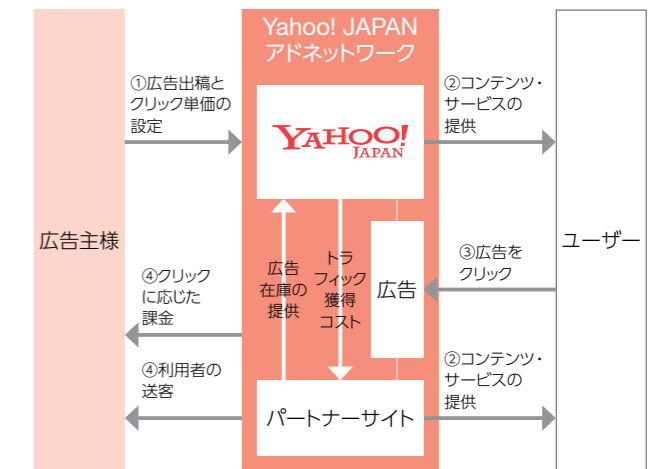 Yahoo! JAPAN
アドネットワーク
①広告出稿と
クリック単価の
設定
②コンテンツ・
サービスの
提供
YAHOO!
JAPAN
広告主様
ユーザー
③広告を
クリック
広告
在庫の
提供
トラ
フィック
獲得
コスト
広告
④クリック
に応じた
課金
④利用者の
送客
②コンテンツ・
サービスの
提供
パートナーサイト